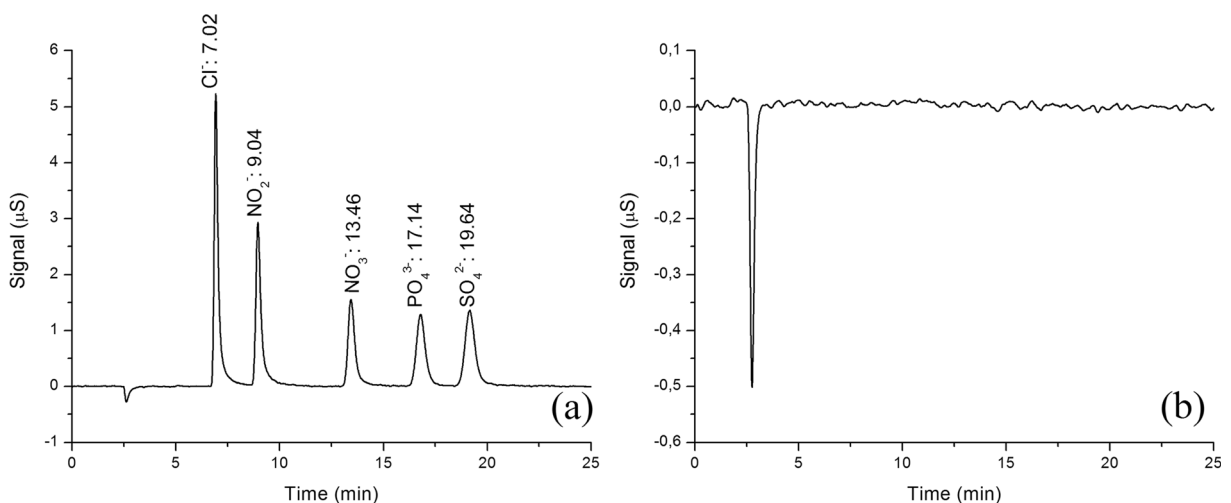 Cl⁻: 7.02
NO₂⁻: 9.04
NO₃⁻: 13.46
PO₄³⁻: 17.14
SO₄²⁻: 19.64
6
5
4
3
2
1
0
-1
Signal (µS)
0 5 10 15 20 25
Time (min)
(a)
0,1
0,0
-0,1
-0,2
-0,3
-0,4
-0,5
-0,6
Signal (µS)
0 5 10 15 20 25
Time (min)
(b)